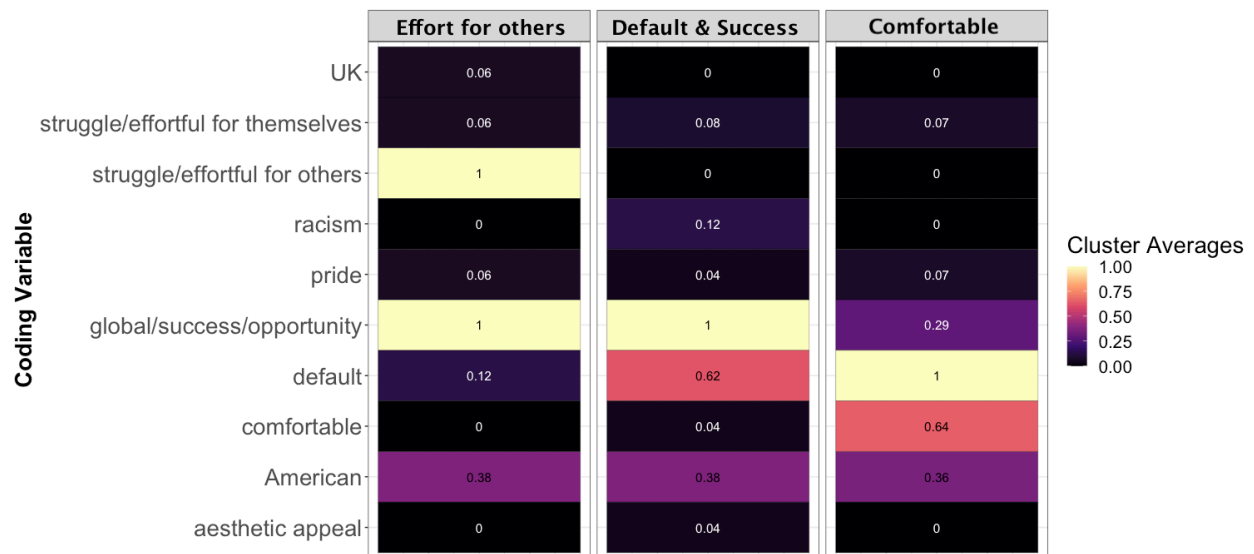 Effort for others Default & Success Comfortable
UK 0.06 0 0
struggle/effortful for themselves 0.06 0.08 0.07
struggle/effortful for others 1 0 0
racism 0 0.12 0
pride 0.06 0.04 0.07
global/success/opportunity 1 1 0.29
default 0.12 0.62 1
comfortable 0 0.04 0.64
American 0.38 0.38 0.36
aesthetic appeal 0 0.04 0
Coding Variable
Cluster Averages
1.00
0.75
0.50
0.25
0.00